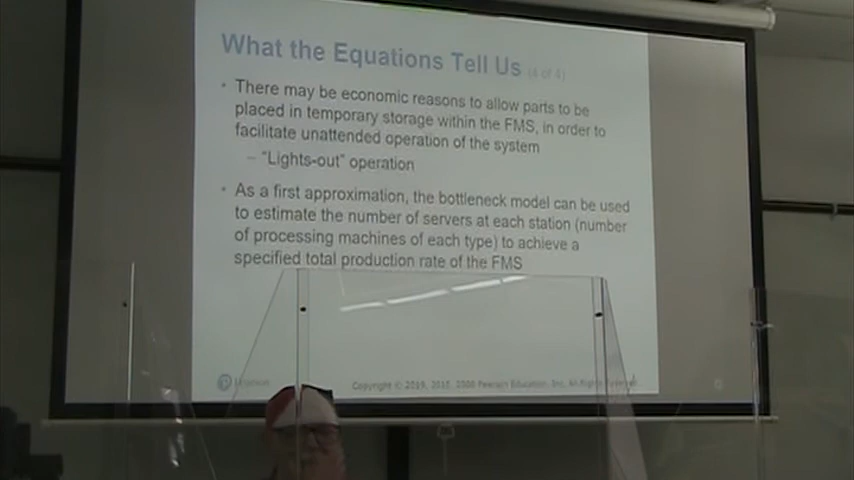 What the Equations Tell Us (4 of 4)
• There may be economic reasons to allow parts to be
placed in temporary storage within the FMS, in order to
facilitate unattended operation of the system
– "Lights-out" operation
• As a first approximation, the bottleneck model can be used
to estimate the number of servers at each station (number
of processing machines of each type) to achieve a
specified total production rate of the FMS
Copyright © 2019, 2015, 2008 Pearson Education, Inc. All Rights Reserved